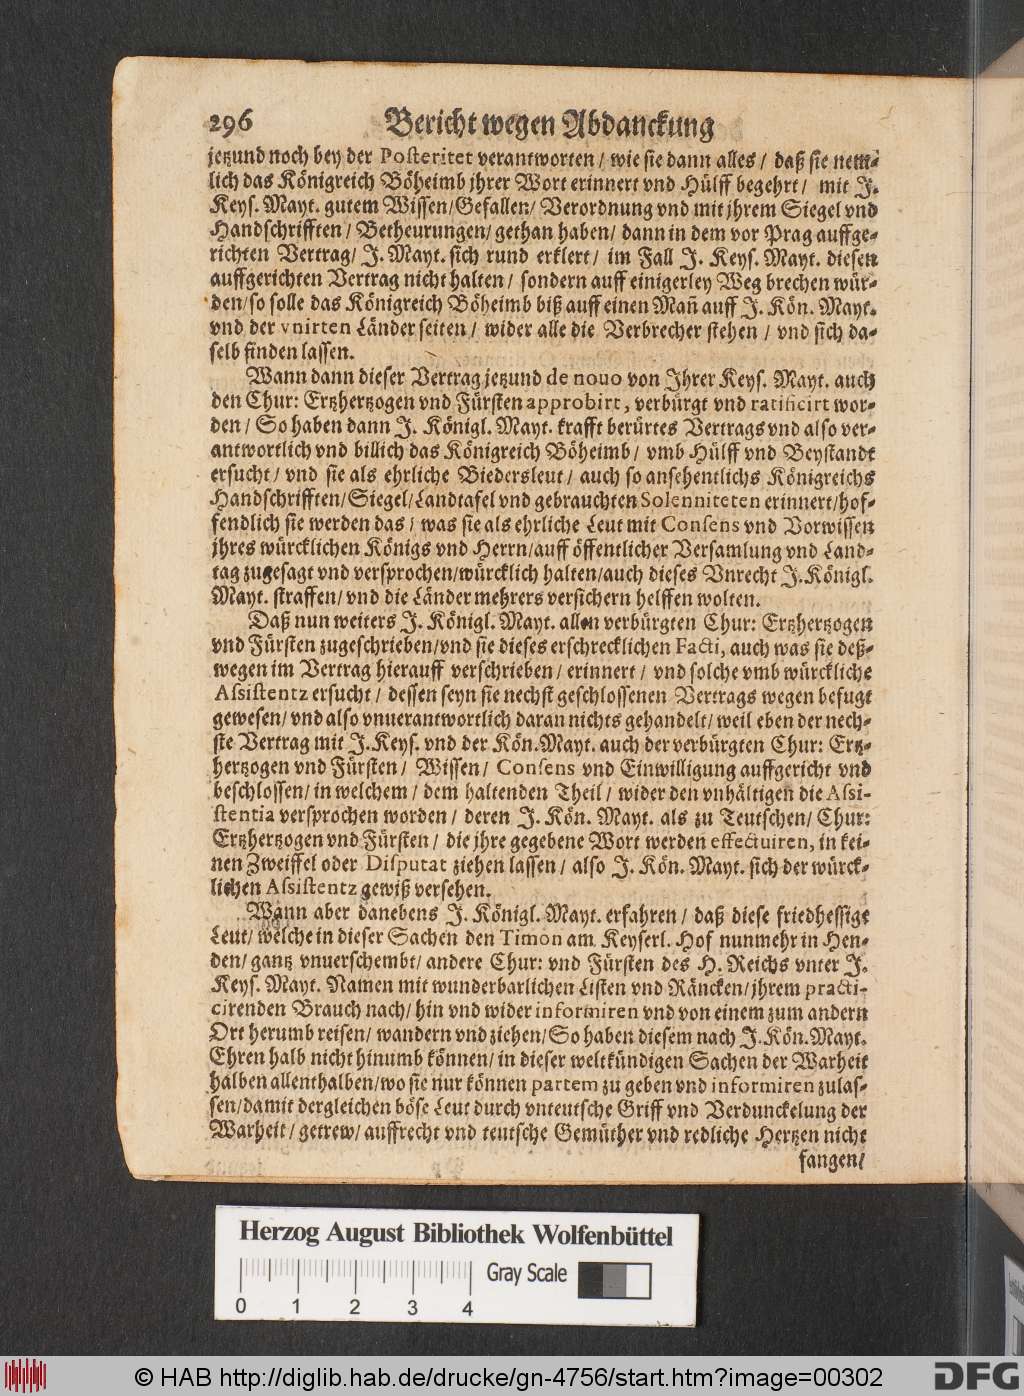 296 Bericht wegen Abdanckung
jetzund noch bey der Posteritet verantworten / wie sie dann alles / daß sie nem-
lich das Königreich Böheimb jhrer Wort erinnert vnd Hülff begehrt / mit J.
Keys. Mayt. gutem Wissen/Gefallen/ Verordnung vnd mit jhrem Siegel vnd
Handschrifften / Betheurungen/ gethan haben/ dann in dem vor Prag auffge-
richten Vertrag/ J. Mayt. sich rund erklert / im Fall J. Keys. Mayt. diesen
auffgerichten Vertrag nicht halten / sondern auff einigerley Weg brechen wür-
den/so solle das Königreich Böheimb biß auff einen Mañ auff J. Kön. Mayt.
vnd der vnirten Länder seiten / wider alle die Verbrecher stehen / vnd sich da-
selb finden lassen.
Wann dann dieser Vertrag jetzund de nouo von Jhrer Keys. Mayt. auch
den Chur: Ertzhertzogen vnd Fürsten approbirt, verbürgt vnd ratificirt wor-
den / So haben dann J. Königl. Mayt. krafft berürtes Vertrags vnd also ver-
antwortlich vnd billich das Königreich Böheimb / vmb Hülff vnd Beystandt
ersucht / vnd sie als ehrliche Biedersleut / auch so ansehentlichs Königreichs
Handschrifften/Siegel/Landtafel vnd gebrauchten Solenniteten erinnert/hof-
fendlich sie werden das / was sie als ehrliche Leut mit Consens vnd Vorwissen
jhres würcklichen Königs vnd Herrn/auff öffentlicher Versamlung vnd Land-
tag zugesagt vnd versprochen/würcklich halten/auch dieses Vnrecht J.Königl.
Mayt. straffen/ vnd die Länder mehrers versichern helffen wolten.
Daß nun weiters J. Königl. Mayt. allen verbürgten Chur: Ertzhertzogen
vnd Fürsten zugeschrieben/vnd sie dieses erschrecklichen Facti, auch was sie deß-
wegen im Vertrag hierauff verschrieben / erinnert / vnd solche vmb würckliche
Assistentz ersucht / dessen seyn sie nechst geschlossenen Vertrags wegen befugt
gewesen/ vnd also vnuerantwortlich daran nichts gehandelt/ weil eben der nech-
ste Vertrag mit J.Keys. vnd der Kön.Mayt. auch der verbürgten Chur: Ertz-
hertzogen vnd Fürsten / Wissen / Consens vnd Einwilligung auffgericht vnd
beschlossen/ in welchem / dem haltenden Theil / wider den vnhältigen die Assi-
stentia versprochen worden / deren J. Kön. Mayt. als zu Teutschen/ Chur:
Ertzhertzogen vnd Fürsten / die jhre gegebene Wort werden effectuiren, in kei-
nen Zweiffel oder Disputat ziehen lassen / also J. Kön. Mayt. sich der würck-
lichen Assistentz gewiß versehen.
Wann aber danebens J. Königl. Mayt. erfahren / daß diese friedhessige
Leut/ welche in dieser Sachen den Timon am Keyserl. Hof nunmehr in Hen-
den/ gantz vnuerschembt/ andere Chur: vnd Fürsten des H. Reichs vnter J.
Keys. Mayt. Namen mit wunderbarlichen Listen vnd Räncken/ jhrem practi-
cirenden Brauch nach/ hin vnd wider informiren vnd von einem zum andern
Ort herumb reisen/ wandern vnd ziehen/So haben diesem nach J.Kön.Mayt.
Ehren halb nicht hinumb können/ in dieser weltkündigen Sachen der Warheit
halben allenthalben/wo sie nur können partem zu geben vnd informiren zulas-
sen/damit dergleichen böse Leut durch vnteutsche Griff vnd Verdunckelung der
Warheit / getrew/ auffrecht vnd teutsche Gemüther vnd redliche Hertzen nicht
fangen/
Herzog August Bibliothek Wolfenbüttel
Gray Scale
0 1 2 3 4
© HAB http://diglib.hab.de/drucke/gn-4756/start.htm?image=00302
DFG